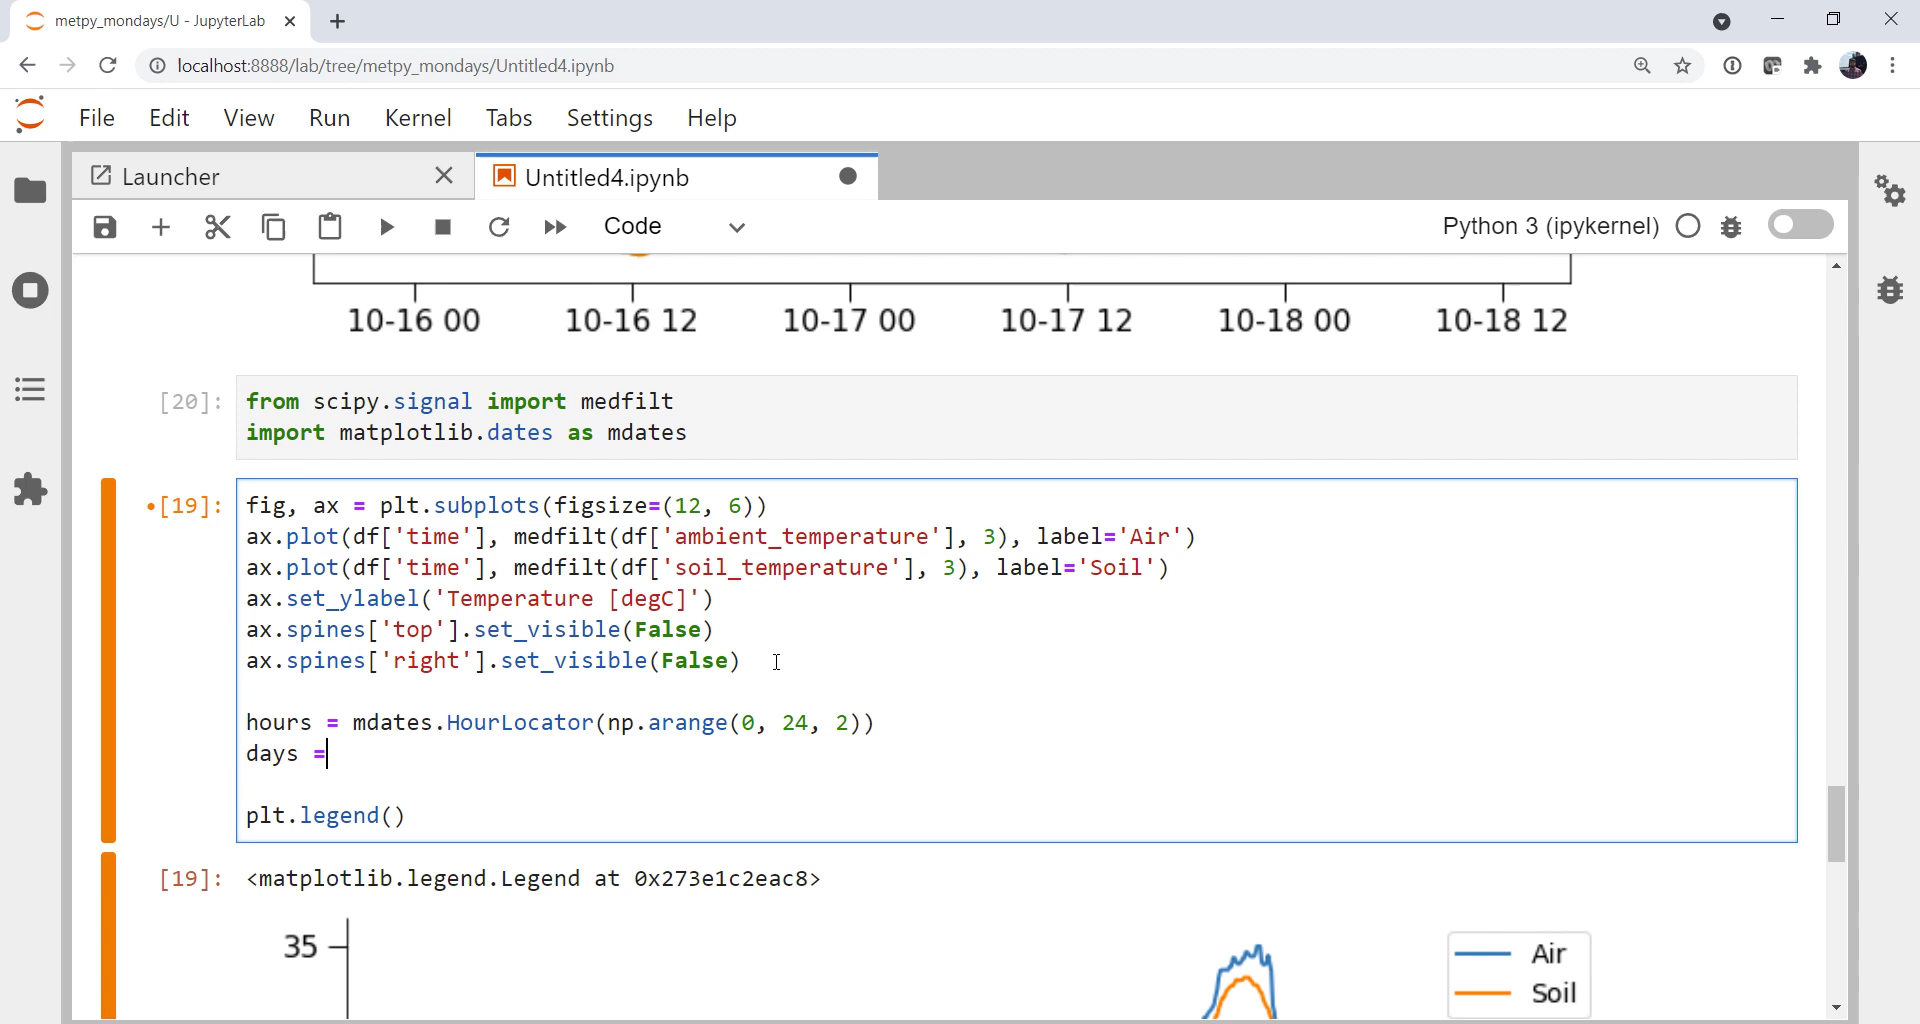 metpy_mondays/U - JupyterLab
localhost:8888/lab/tree/metpy_mondays/Untitled4.ipynb
File Edit View Run Kernel Tabs Settings Help
Launcher
Untitled4.ipynb
Code
Python 3 (ipykernel)
10-16 00 10-16 12 10-17 00 10-17 12 10-18 00 10-18 12
[20]: from scipy.signal import medfilt
import matplotlib.dates as mdates
[19]: fig, ax = plt.subplots(figsize=(12, 6))
ax.plot(df['time'], medfilt(df['ambient_temperature'], 3), label='Air')
ax.plot(df['time'], medfilt(df['soil_temperature'], 3), label='Soil')
ax.set_ylabel('Temperature [degC]')
ax.spines['top'].set_visible(False)
ax.spines['right'].set_visible(False)
hours = mdates.HourLocator(np.arange(0, 24, 2))
days =
plt.legend()
[19]: <matplotlib.legend.Legend at 0x273e1c2eac8>
35
Air
Soil